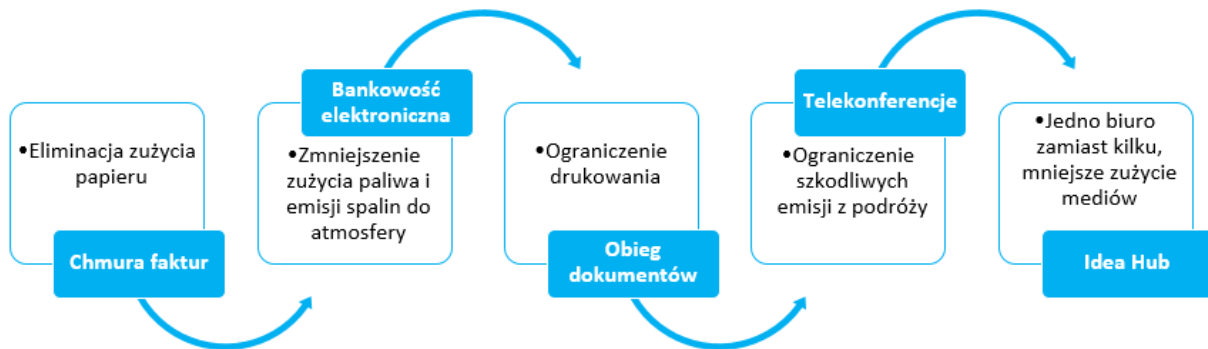 •Eliminacja zużycia
papieru
Chmura faktur
Bankowość
elektroniczna
•Zmniejszenie
zużycia paliwa i
emisji spalin do
atmosfery
•Ograniczenie
drukowania
Obieg
dokumentów
Telekonferencje
•Ograniczenie
szkodliwych
emisji z podróży
•Jedno biuro
zamiast kilku,
mniejsze zużycie
mediów
Idea Hub